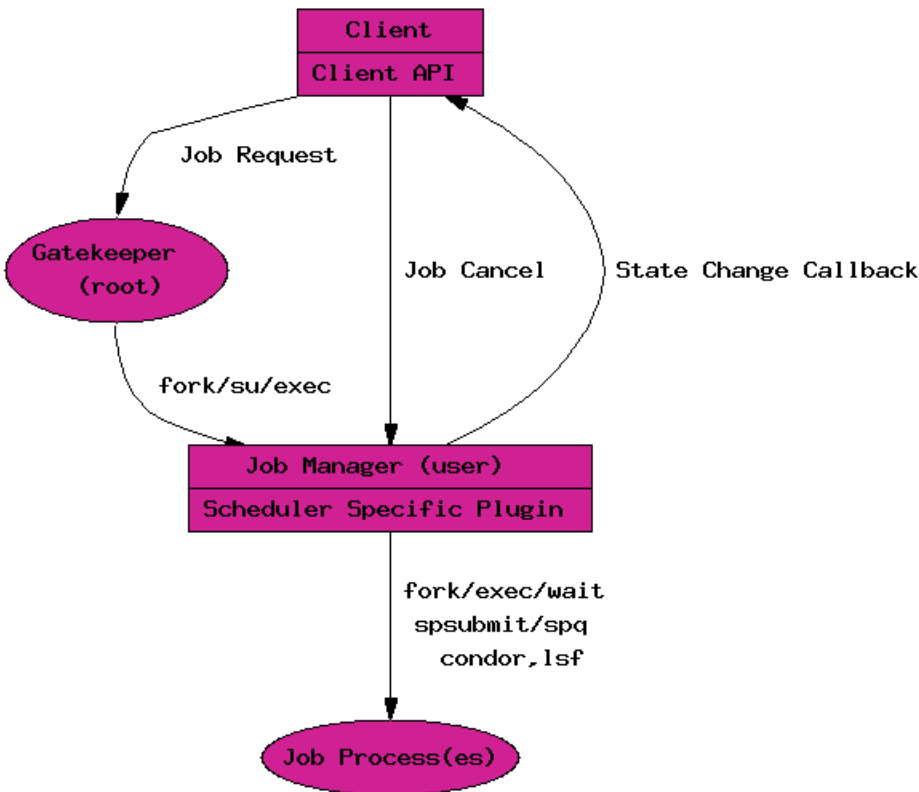 Client
Client API
Job Request
Gatekeeper
(root)
Job Cancel
State Change Callback
fork/su/exec
Job Manager (user)
Scheduler Specific Plugin
fork/exec/wait
spsubmit/spq
condor,lsf
Job Process(es)